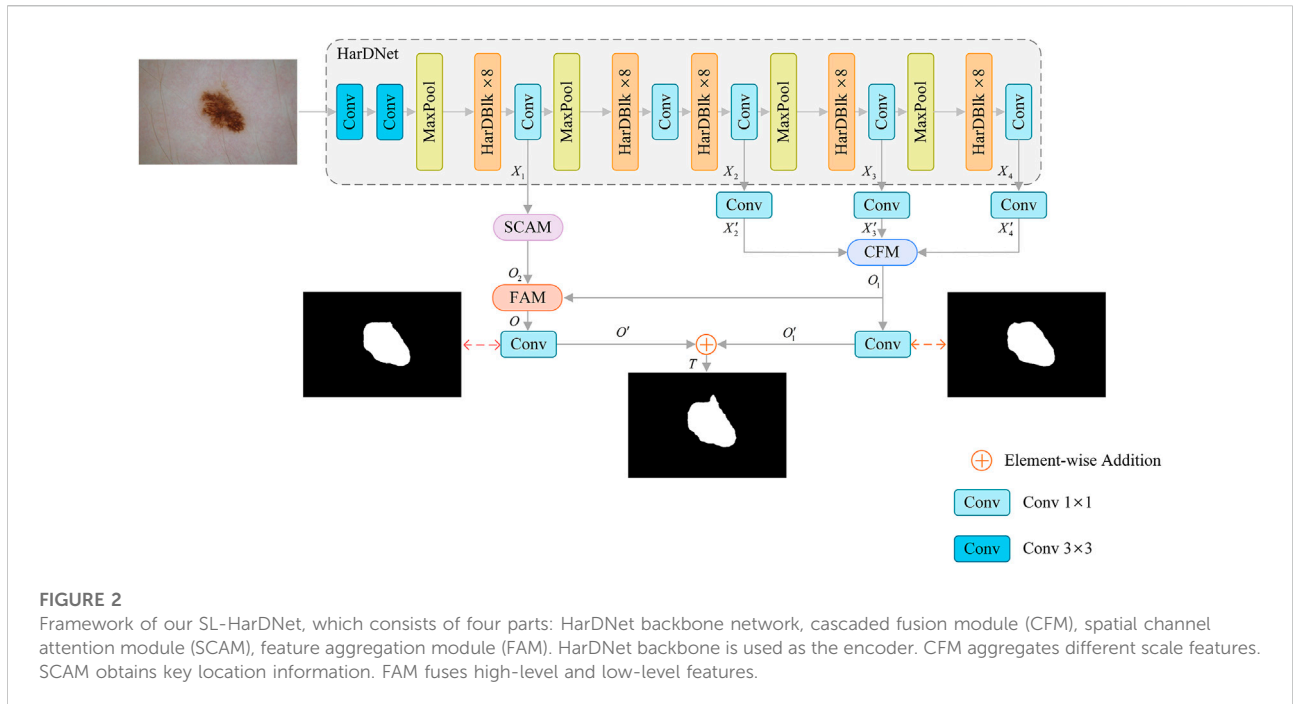 HarDNet
Conv
Conv
MaxPool
HarDBlk ×8
Conv
MaxPool
HarDBlk ×8
Conv
HarDBlk ×8
Conv
MaxPool
HarDBlk ×8
Conv
MaxPool
HarDBlk ×8
Conv
X₁
X₂
X₃
X₄
Conv
Conv
Conv
SCAM
X′₂
X′₃
X′₄
CFM
O₂
O₁
FAM
O
Conv
O′
O′₁
Conv
T
Element-wise Addition
Conv
Conv 1×1
Conv
Conv 3×3
FIGURE 2
Framework of our SL-HarDNet, which consists of four parts: HarDNet backbone network, cascaded fusion module (CFM), spatial channel
attention module (SCAM), feature aggregation module (FAM). HarDNet backbone is used as the encoder. CFM aggregates different scale features.
SCAM obtains key location information. FAM fuses high-level and low-level features.